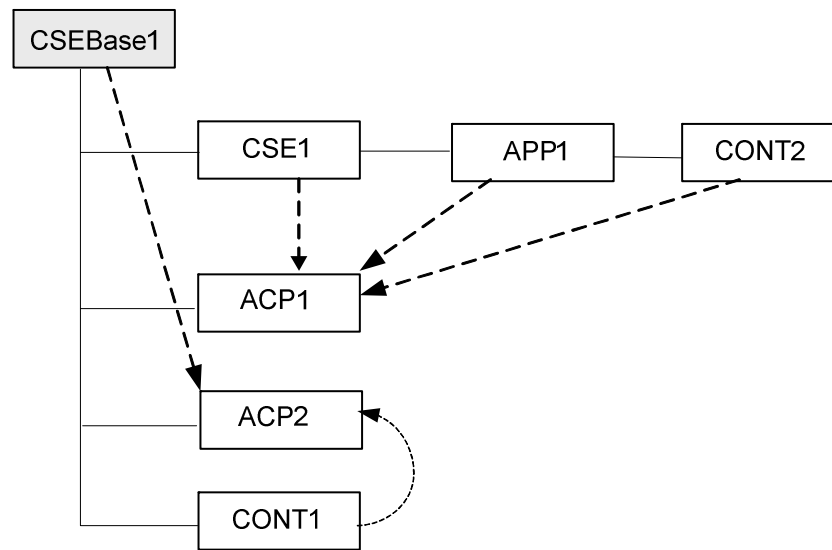 CSEBase1
CSE1
APP1
CONT2
ACP1
ACP2
CONT1